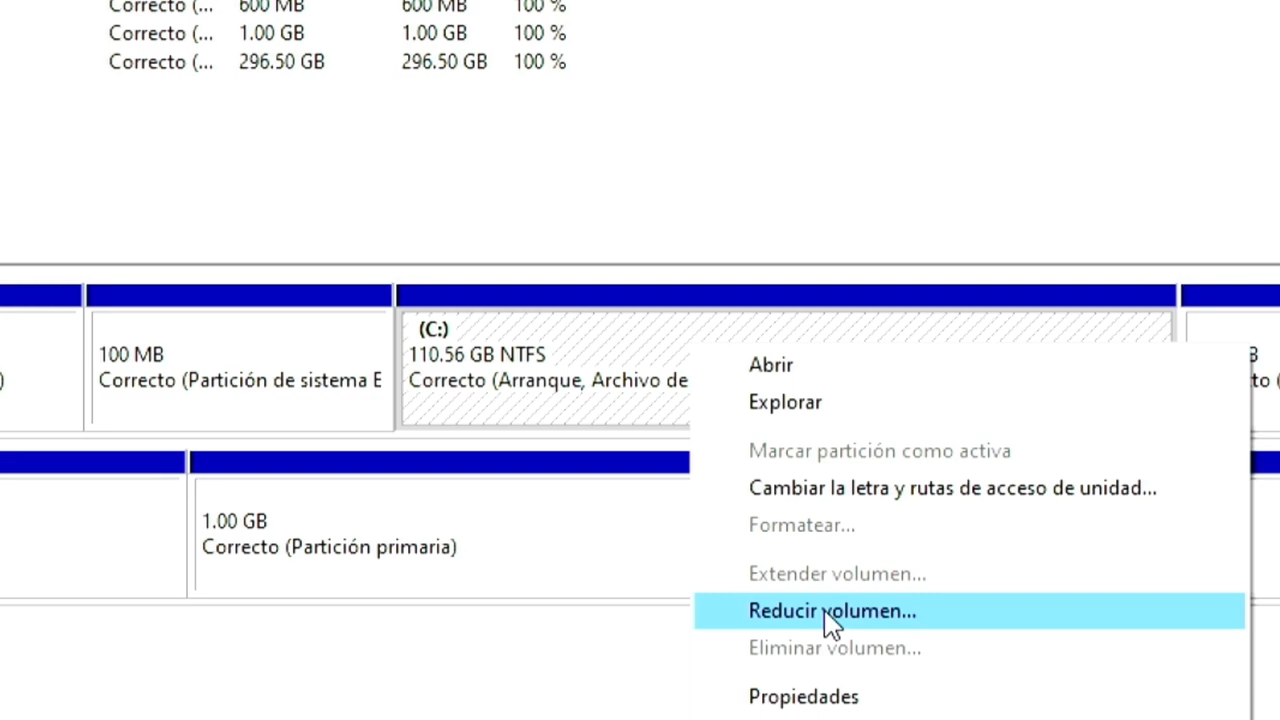 Correcto (... 600 MB 600 MB 100 %
Correcto (... 1.00 GB 1.00 GB 100 %
Correcto (... 296.50 GB 296.50 GB 100 %
(C:)
100 MB
Correcto (Partición de sistema E
110.56 GB NTFS
Correcto (Arranque, Archivo de
)
B
to (
1.00 GB
Correcto (Partición primaria)
Abrir
Explorar
Marcar partición como activa
Cambiar la letra y rutas de acceso de unidad...
Formatear...
Extender volumen...
Reducir volumen...
Eliminar volumen...
Propiedades